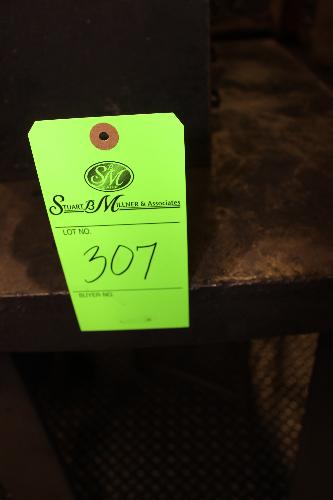 SM
STUART B MILLNER & Associates
LOT NO.
307
BUYER NO.